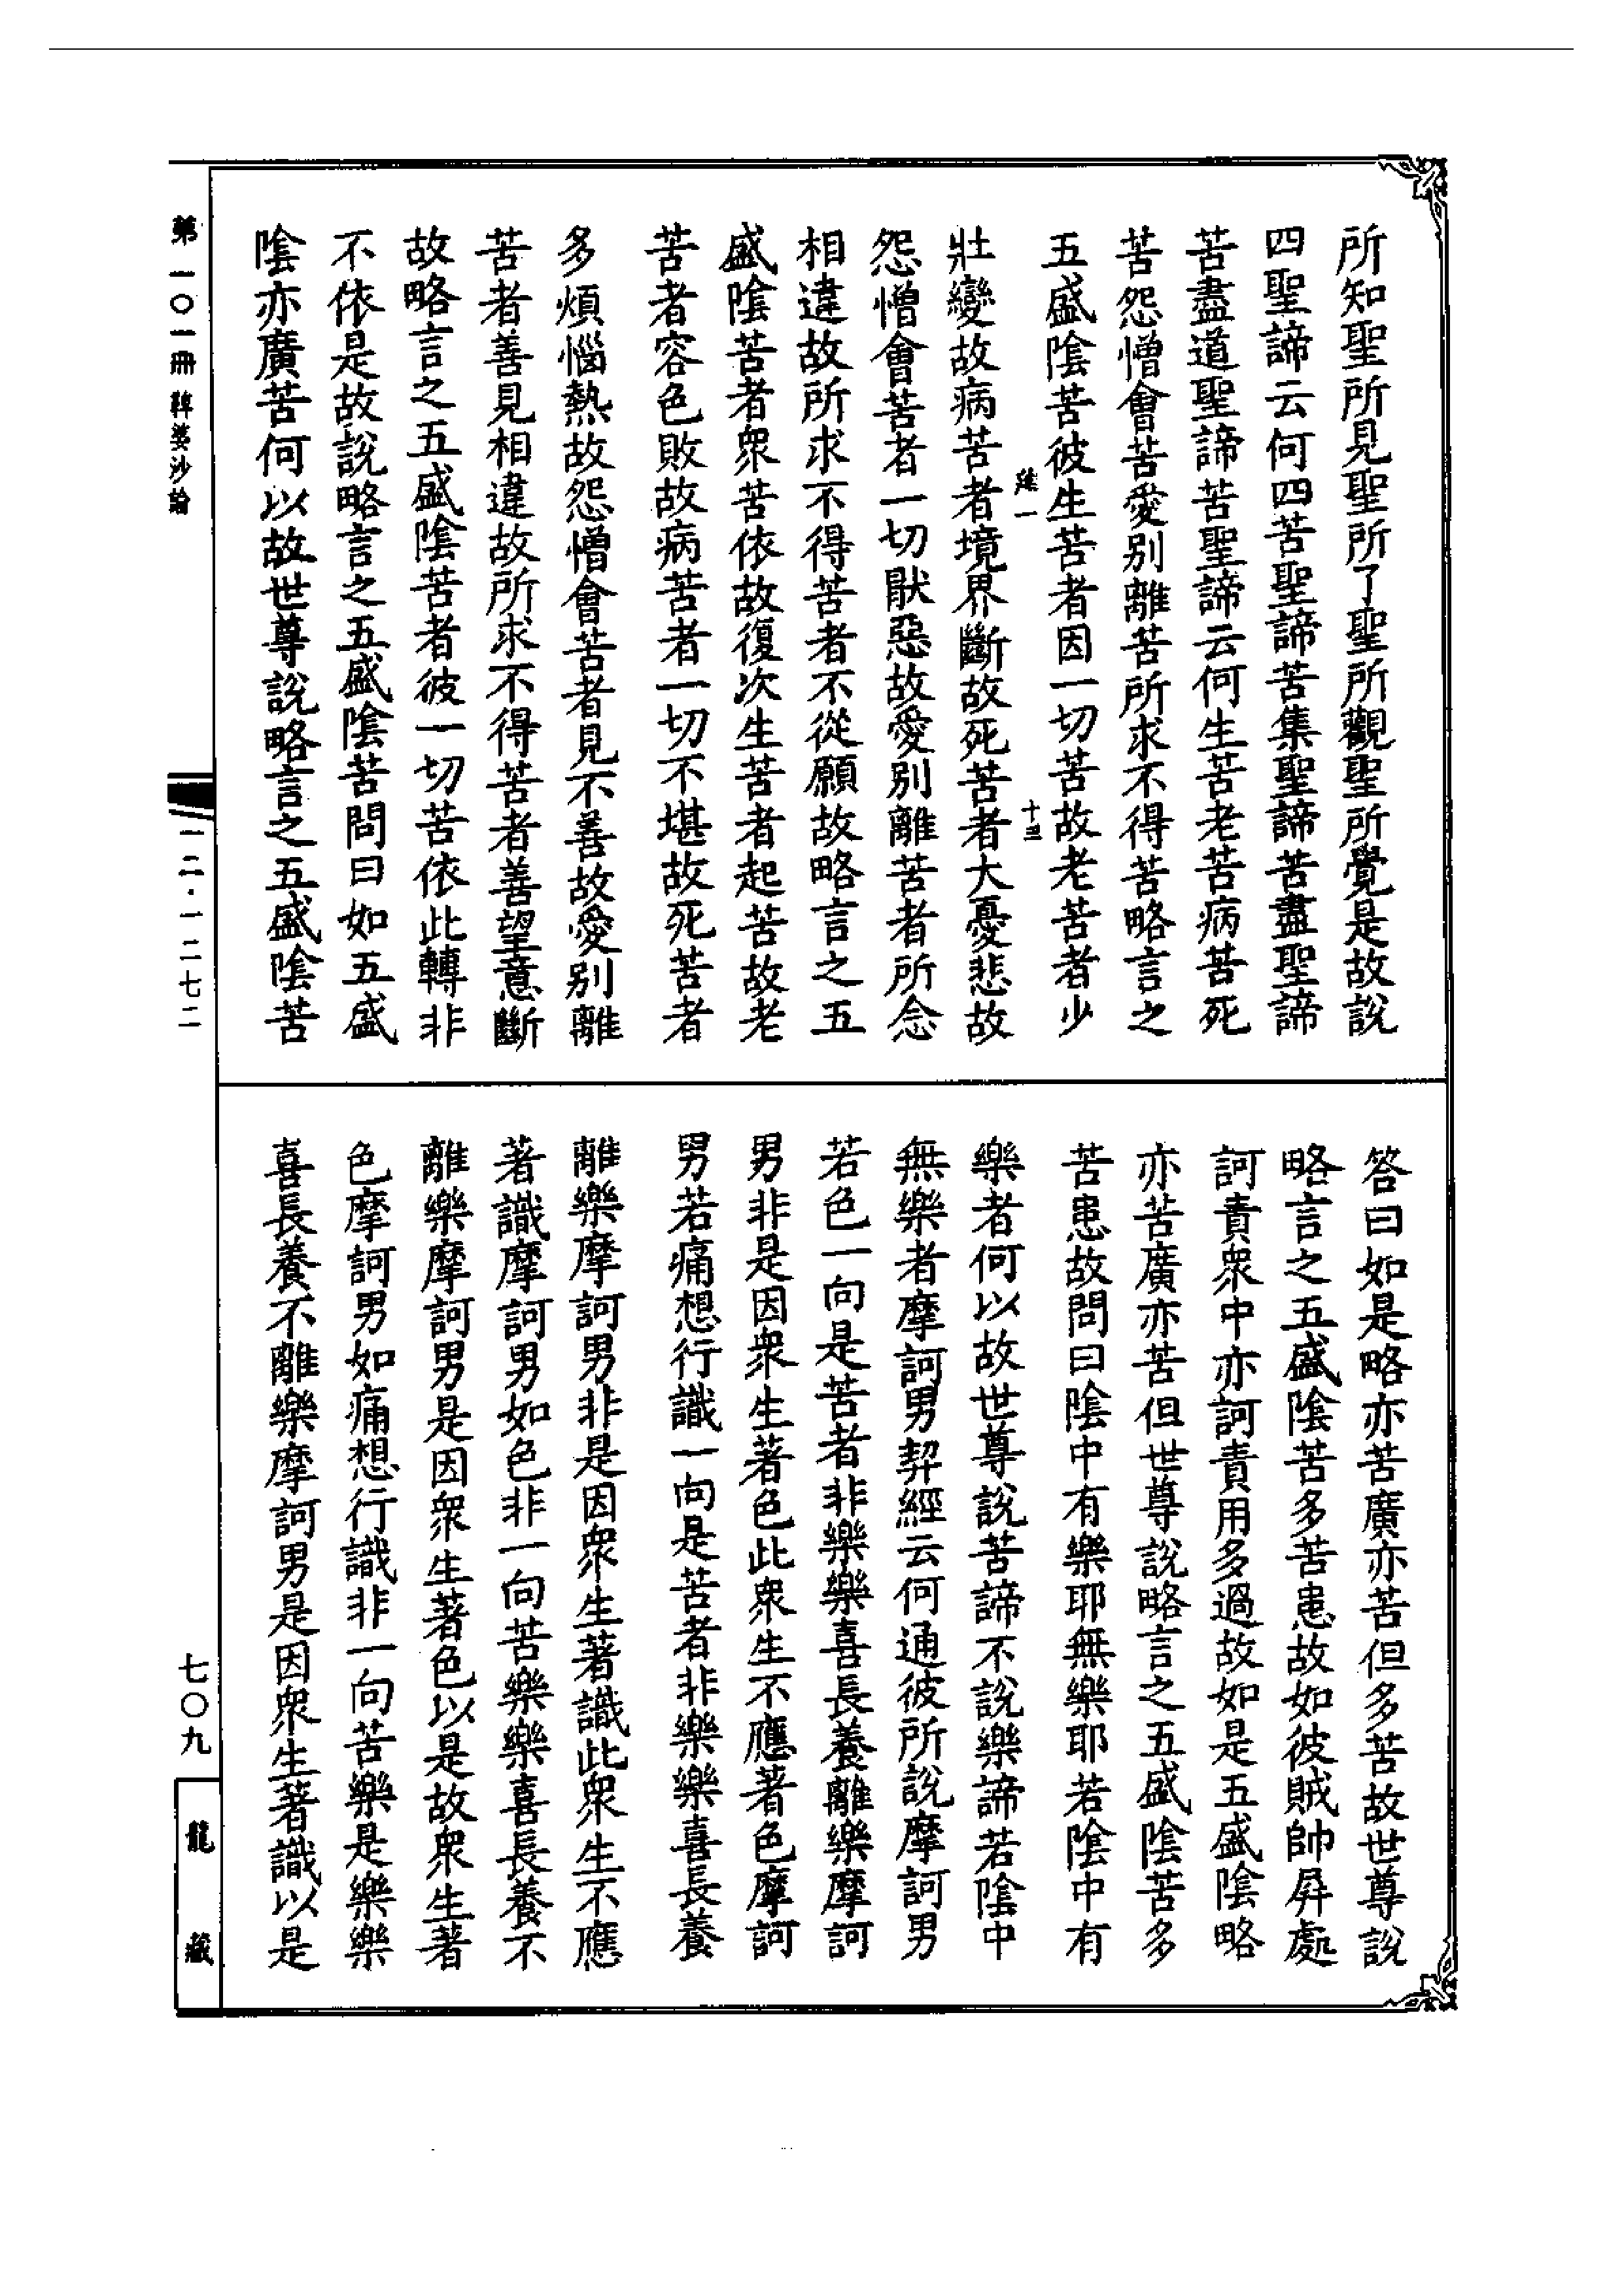 所知聖所見聖所了聖所觀聖所覺是故說
四聖諦云何四苦聖諦苦集聖諦苦盡聖諦
苦盡道聖諦苦聖諦云何生苦老苦病苦死
苦怨憎會苦愛別離苦所求不得苦略言之
五盛陰苦彼生苦者因一切苦故老苦者少
壯變故病苦者境界斷故死苦者大憂悲故
怨憎會苦者一切猒惡故愛別離苦者所念
相違故所求不得苦者不從願故略言之五
盛陰苦者衆苦依故復次生苦者起苦故老
苦者容色敗故病苦者一切不堪故死苦者
多煩惱熱故怨憎會苦者見不善故愛別離
苦者善見相違故所求不得苦者善望意斷
故略言之五盛陰苦者彼一切苦依此轉非
不依是故說略言之五盛陰苦問曰如五盛
陰亦廣苦何以故世尊說略言之五盛陰苦
答曰如是略亦苦廣亦苦但多苦故世尊說
略言之五盛陰苦多苦患故如彼賊帥屏處
訶責衆中亦訶責用多過故如是五盛陰略
亦苦廣亦苦但世尊說略言之五盛陰苦多
苦患故問曰陰中有樂耶無樂耶若陰中有
樂者何以故世尊說苦諦不說樂諦若陰中
無樂者摩訶男契經云何通彼所說摩訶男
若色一向是苦者非樂樂喜長養離樂摩訶
男非是因衆生著色此衆生不應著色摩訶
男若痛想行識一向是苦者非樂樂喜長養
離樂摩訶男非是因衆生著識此衆生不應
著識摩訶男如色非一向苦樂樂喜長養不
離樂摩訶男是因衆生著色以是故衆生著
色摩訶男如痛想行識非一向苦樂是樂樂
喜長養不離樂摩訶男是因衆生著識以是
第一〇一冊 鞞婆沙論
一二·一二七二
七〇九
龍藏
十四